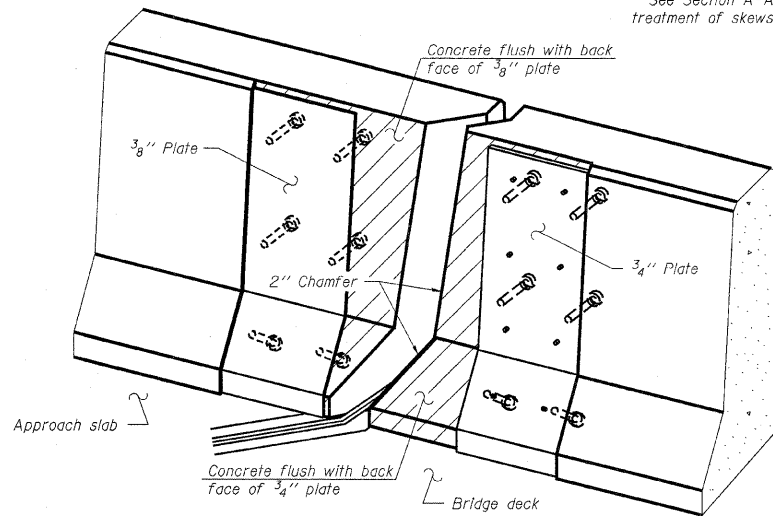 See Section A-A
treatment of skews
Concrete flush with back
face of 3/8" plate
3/8" Plate
3/4" Plate
2" Chamfer
Approach slab
Concrete flush with back
face of 3/4" plate
Bridge deck